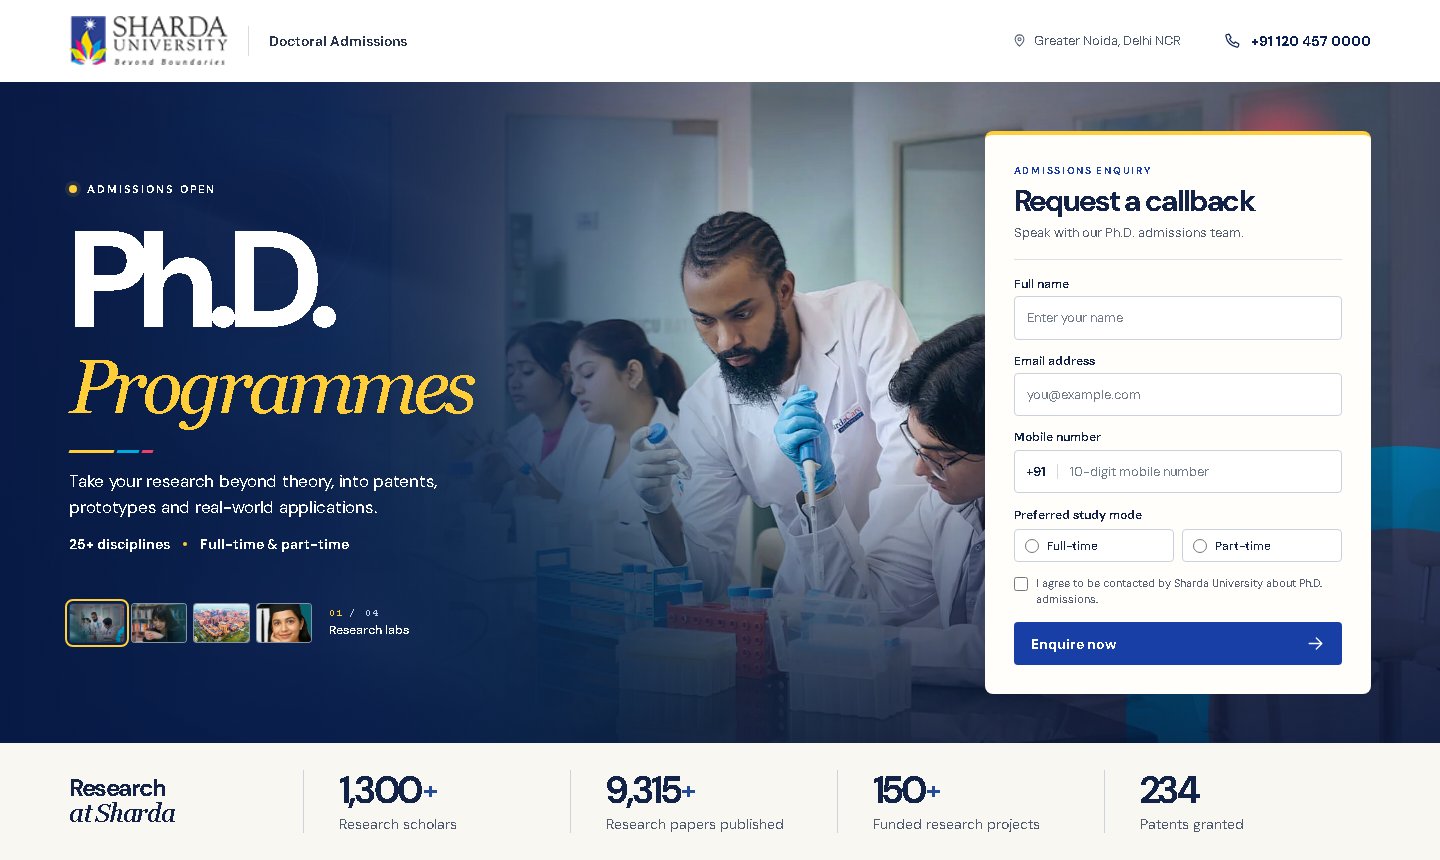 SHARDA
UNIVERSITY
Beyond Boundaries
Doctoral Admissions
Greater Noida, Delhi NCR
+91 120 457 0000
ADMISSIONS OPEN
Ph.D.
Programmes
Take your research beyond theory, into patents,
prototypes and real-world applications.
25+ disciplines • Full-time & part-time
01 / 04
Research labs
ADMISSIONS ENQUIRY
Request a callback
Speak with our Ph.D. admissions team.
Full name
Enter your name
Email address
you@example.com
Mobile number
+91 10-digit mobile number
Preferred study mode
Full-time
Part-time
I agree to be contacted by Sharda University about Ph.D.
admissions.
Enquire now
Research
at Sharda
1,300+
Research scholars
9,315+
Research papers published
150+
Funded research projects
234
Patents granted